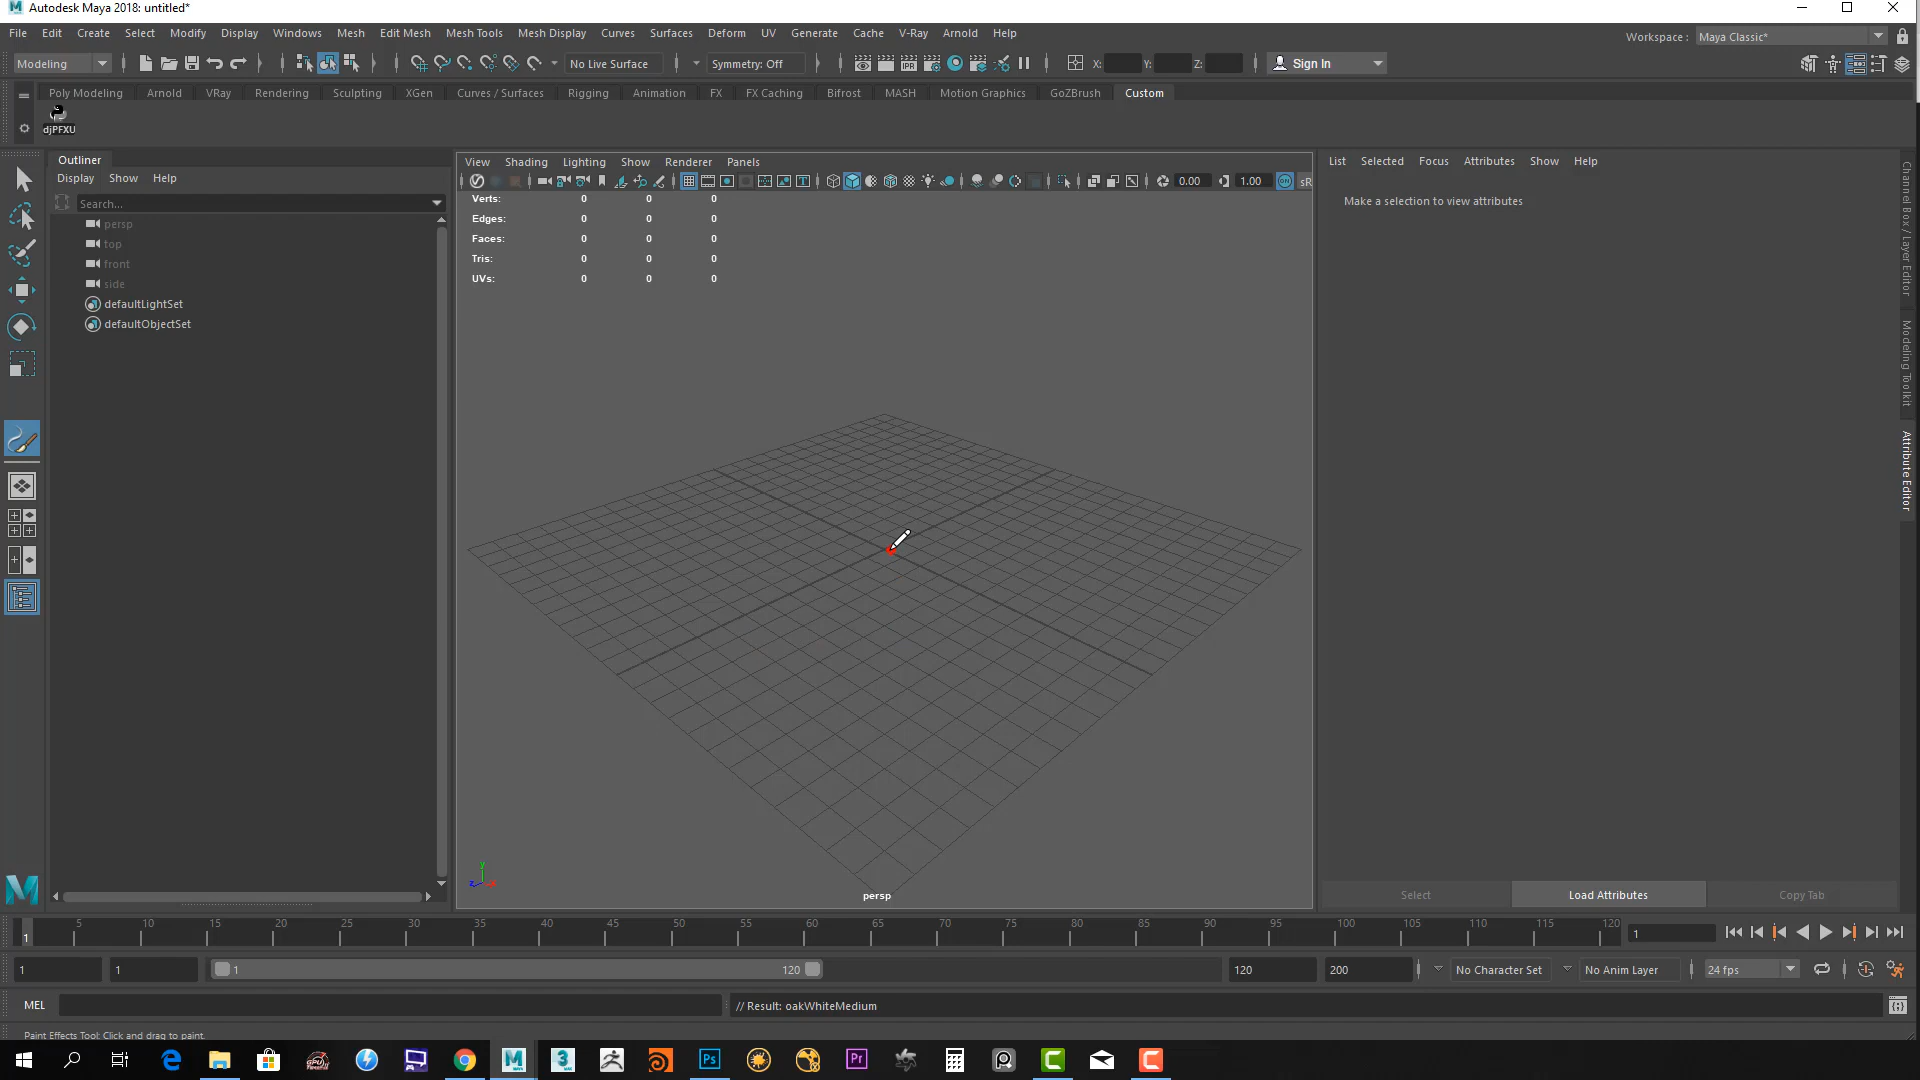 Autodesk Maya 2018: untitled*
File Edit Create Select Modify Display Windows Mesh Edit Mesh Mesh Tools Mesh Display Curves Surfaces Deform UV Generate Cache V-Ray Arnold Help
Workspace : Maya Classic*
Modeling No Live Surface Symmetry: Off IPR X: Y: Z: Sign In
Poly Modeling Arnold VRay Rendering Sculpting XGen Curves / Surfaces Rigging Animation FX FX Caching Bifrost MASH Motion Graphics GoZBrush Custom
djPFXU
Outliner
Display Show Help
Search...
persp
top
front
side
defaultLightSet
defaultObjectSet
View Shading Lighting Show Renderer Panels
0.00 1.00 ON sR
Verts: 0 0 0
Edges: 0 0 0
Faces: 0 0 0
Tris: 0 0 0
UVs: 0 0 0
y
z
persp
List Selected Focus Attributes Show Help
Make a selection to view attributes
Channel Box / Layer Editor
Modeling Toolkit
Attribute Editor
Select Load Attributes Copy Tab
1 5 10 15 20 25 30 35 40 45 50 55 60 65 70 75 80 85 90 95 100 105 110 115 120 1
1 1 1 120 120 200 No Character Set No Anim Layer 24 fps
MEL // Result: oakWhiteMedium
Paint Effects Tool: Click and drag to paint.
M
3
Ps
Pr
C
C